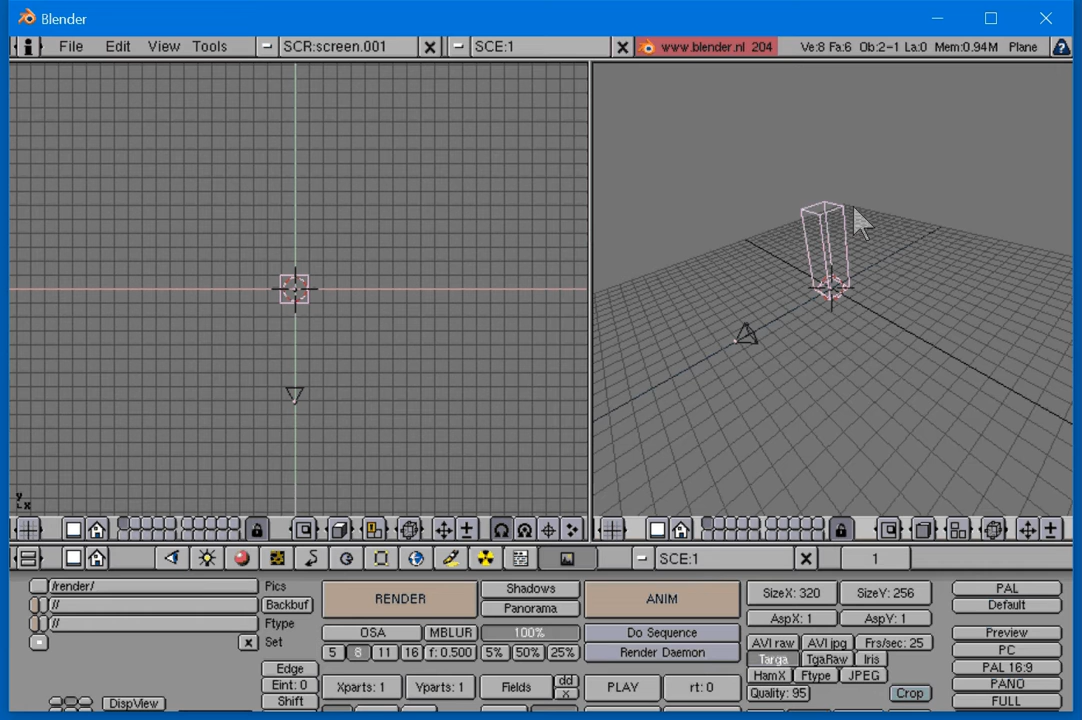 Blender
File Edit View Tools - SCR:screen.001 - SCE:1 www.blender.nl 204 Ve:8 Fa:6 Ob:2-1 La:0 Mem:0.94M Plane
y
x
- SCE:1 1
/render/ Pics RENDER Shadows ANIM SizeX: 320 SizeY: 256 PAL
// Backbuf Panorama AspX: 1 AspY: 1 Default
// Ftype OSA MBLUR 100% Do Sequence AVI raw AVI jpg Frs/sec: 25 Preview
Set 5 8 11 16 f: 0.500 5% 50% 25% Render Daemon Targa TgaRaw Iris PC
Edge HamX Ftype JPEG PAL 16:9
Eint: 0 Xparts: 1 Yparts: 1 Fields dd x PLAY rt: 0 Quality: 95 Crop PANO
DispView Shift FULL